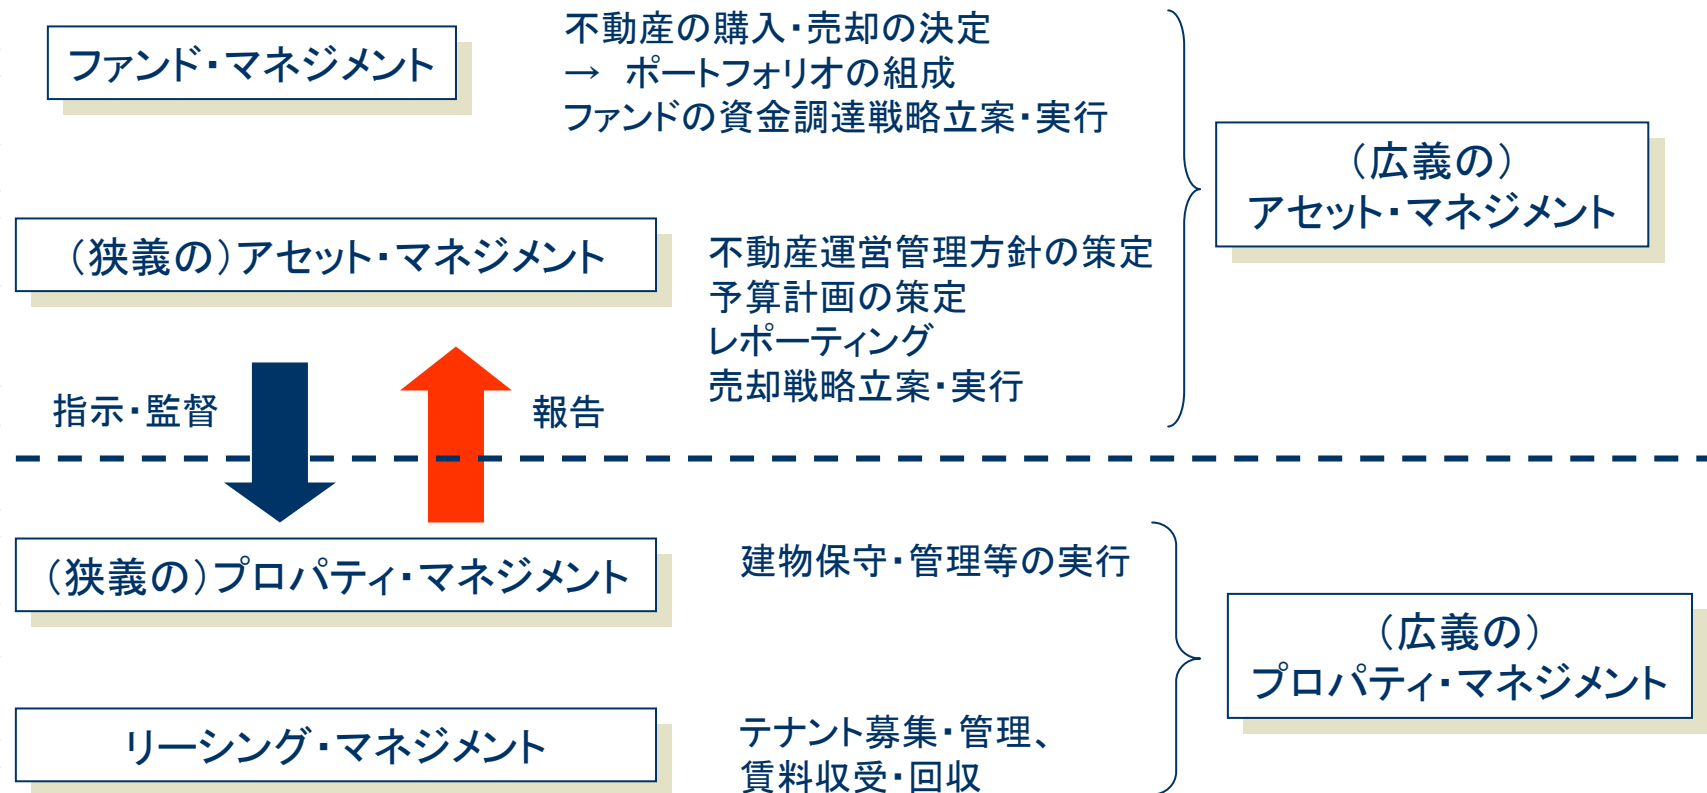 ファンド・マネジメント
不動産の購入・売却の決定
→ ポートフォリオの組成
ファンドの資金調達戦略立案・実行
（広義の）
アセット・マネジメント
（狭義の）アセット・マネジメント
不動産運営管理方針の策定
予算計画の策定
レポーティング
売却戦略立案・実行
指示・監督
報告
（狭義の）プロパティ・マネジメント
建物保守・管理等の実行
（広義の）
プロパティ・マネジメント
リーシング・マネジメント
テナント募集・管理、
賃料収受・回収